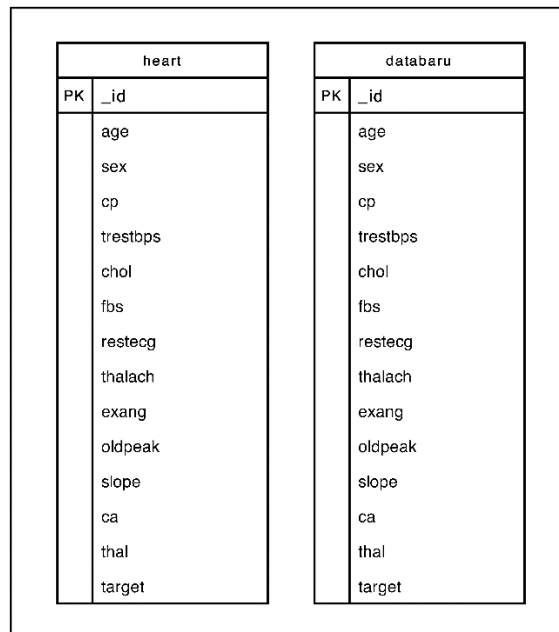 heart
PK _id
age
sex
cp
trestbps
chol
fbs
restecg
thalach
exang
oldpeak
slope
ca
thal
target
databaru
PK _id
age
sex
cp
trestbps
chol
fbs
restecg
thalach
exang
oldpeak
slope
ca
thal
target